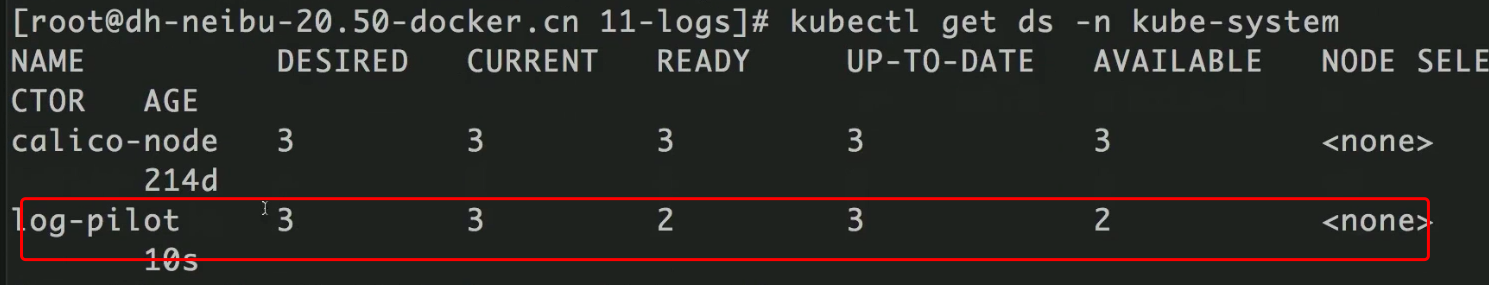 [root@dh-neibu-20.50-docker.cn 11-logs]# kubectl get ds -n kube-system
NAME DESIRED CURRENT READY UP-TO-DATE AVAILABLE NODE SELE
CTOR AGE
calico-node 3 3 3 3 3 <none>
214d
log-pilot 3 3 2 3 2 <none>
10s